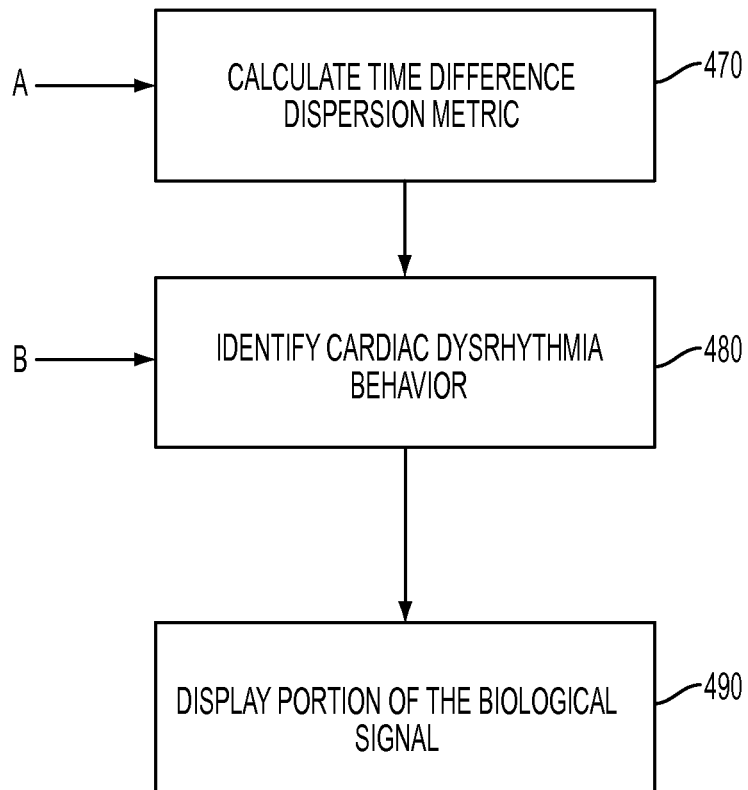 A
CALCULATE TIME DIFFERENCE
DISPERSION METRIC
470
B
IDENTIFY CARDIAC DYSRHYTHMIA
BEHAVIOR
480
DISPLAY PORTION OF THE BIOLOGICAL
SIGNAL
490